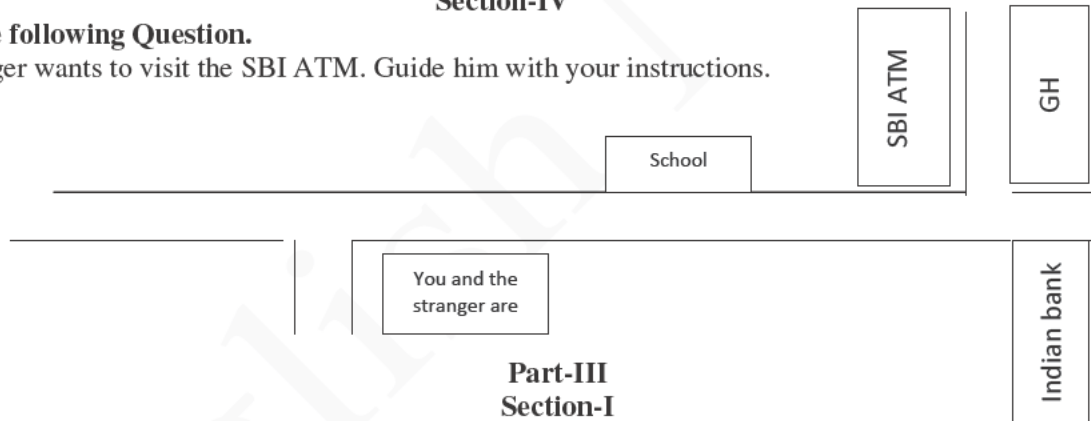 Section-IV
following Question.
wants to visit the SBI ATM. Guide him with your instructions.
SBI ATM
GH
School
You and the
stranger are
Indian bank
Part-III
Section-I